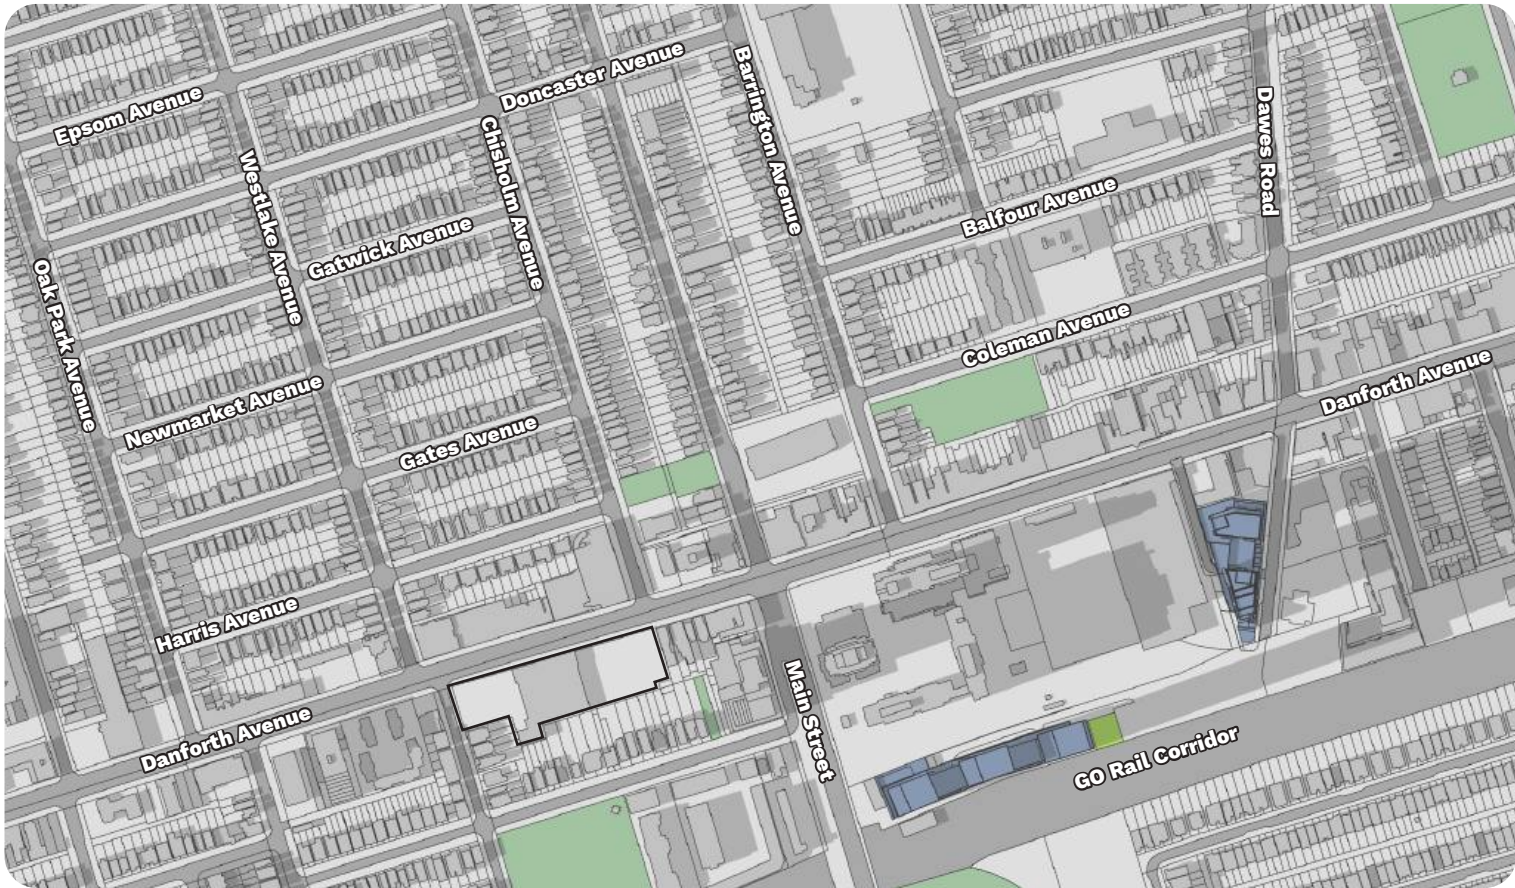 Epsom Avenue
Doncaster Avenue
Barrington Avenue
Dawes Road
Chisholm Avenue
Westlake Avenue
Balfour Avenue
Gatwick Avenue
Oak Park Avenue
Coleman Avenue
Newmarket Avenue
Danforth Avenue
Gates Avenue
Harris Avenue
Main Street
Danforth Avenue
GO Rail Corridor